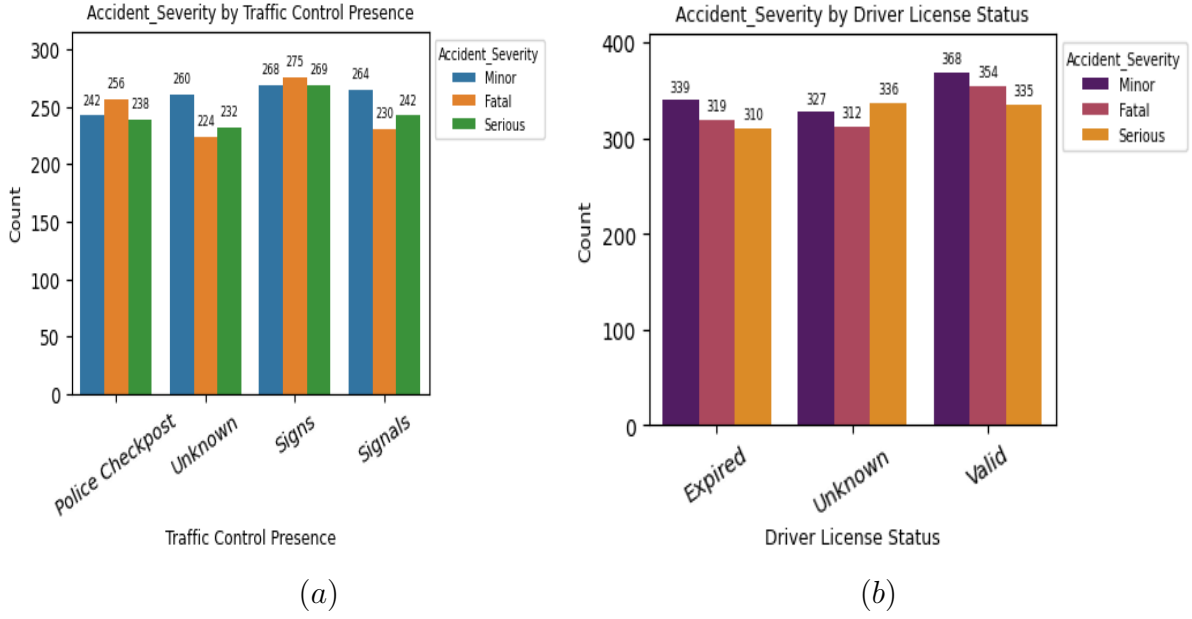 Accident_Severity by Traffic Control Presence
Accident_Severity
Minor
Fatal
Serious
Count
300
250
200
150
100
50
0
242
256
238
260
224
232
268
275
269
264
230
242
Police Checkpost
Unknown
Signs
Signals
Traffic Control Presence
(a)
Accident_Severity by Driver License Status
Accident_Severity
Minor
Fatal
Serious
Count
400
300
200
100
0
339
319
310
327
312
336
368
354
335
Expired
Unknown
Valid
Driver License Status
(b)